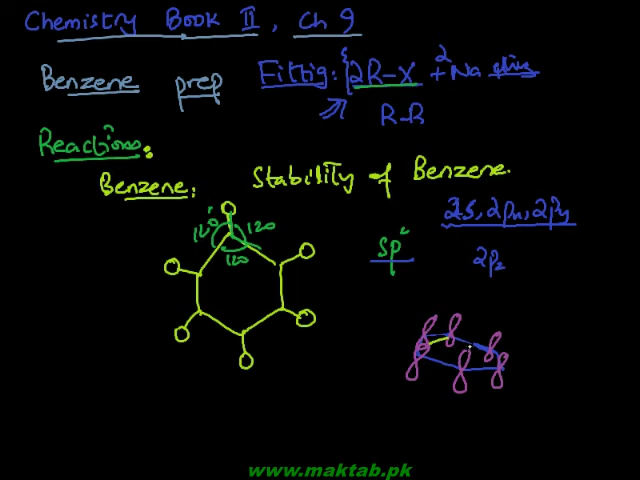 Chemistry Book II, Ch 9
Benzene prep Fittig: {2R-X + 2Na
R-R
Reactions:
Benzene: Stability of Benzene.
120 120
120
sp²
2S, 2px, 2py
2pz
www.maktab.pk